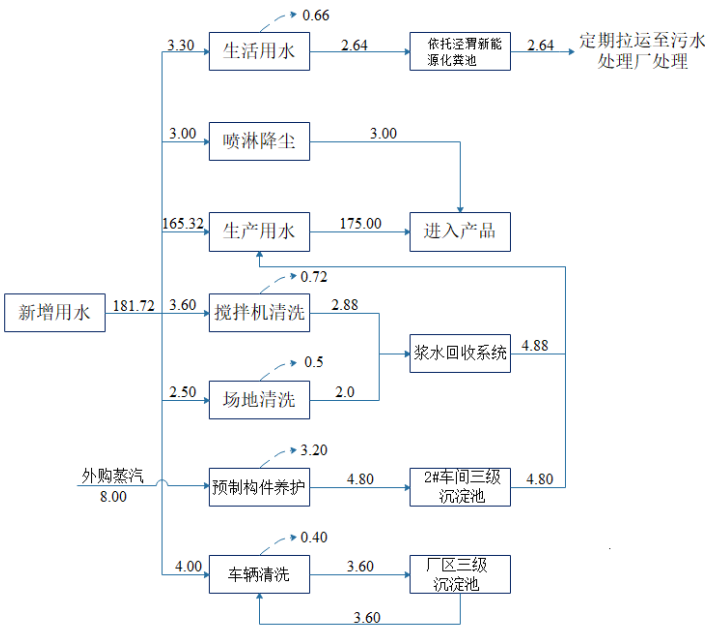 0.66
3.30
生活用水
2.64
依托泾渭新能
源化粪池
2.64
定期拉运至污水
处理厂处理
3.00
喷淋降尘
3.00
165.32
生产用水
175.00
进入产品
0.72
新增用水
181.72
3.60
搅拌机清洗
2.88
浆水回收系统
4.88
0.5
2.50
场地清洗
2.0
3.20
外购蒸汽
8.00
预制构件养护
4.80
2#车间三级
沉淀池
4.80
0.40
4.00
车辆清洗
3.60
厂区三级
沉淀池
3.60